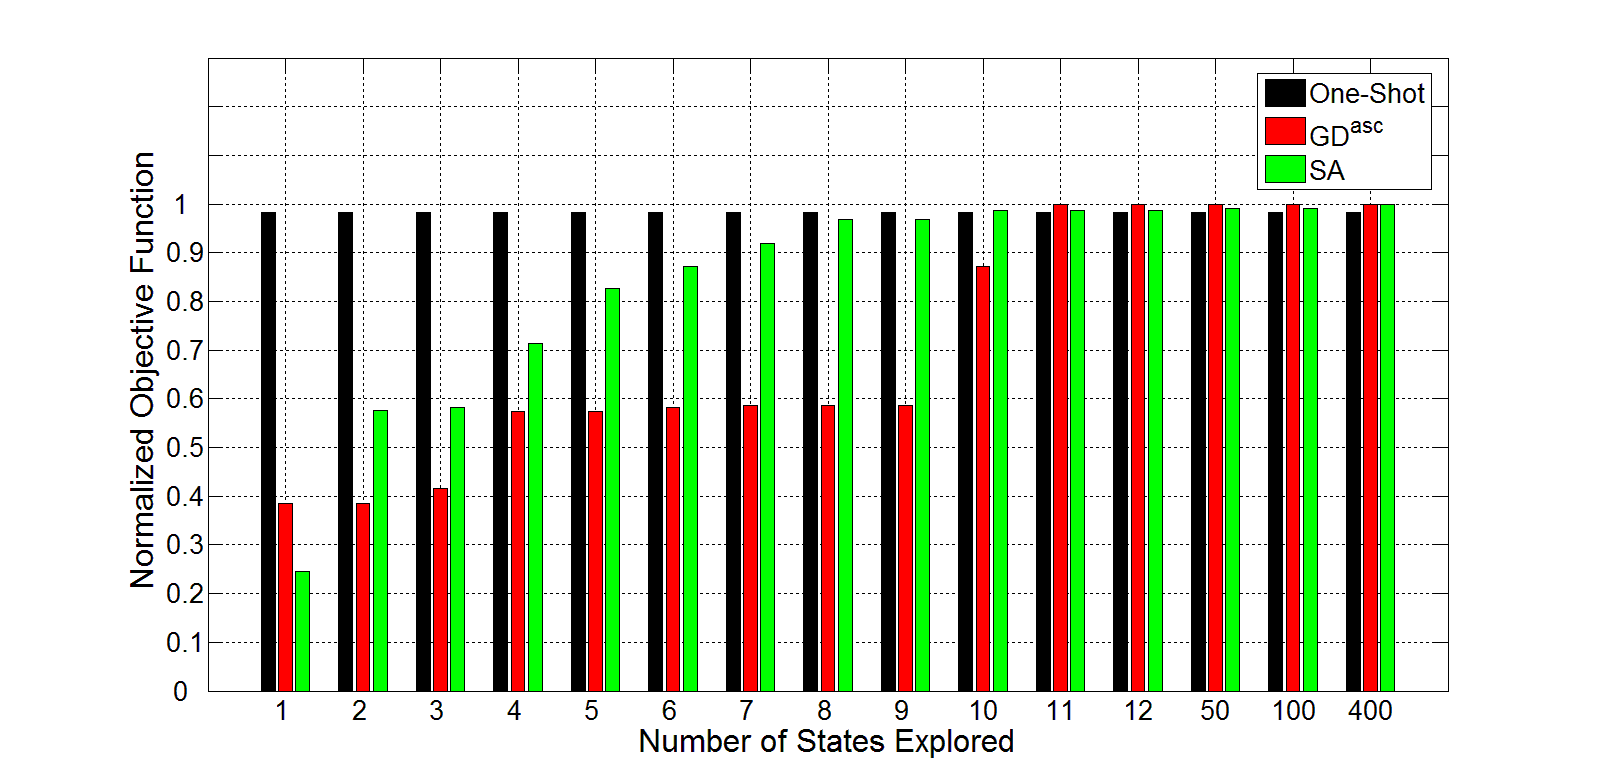 One-Shot
GDasc
SA
Normalized Objective Function
1
0.9
0.8
0.7
0.6
0.5
0.4
0.3
0.2
0.1
0
1 2 3 4 5 6 7 8 9 10 11 12 50 100 400
Number of States Explored